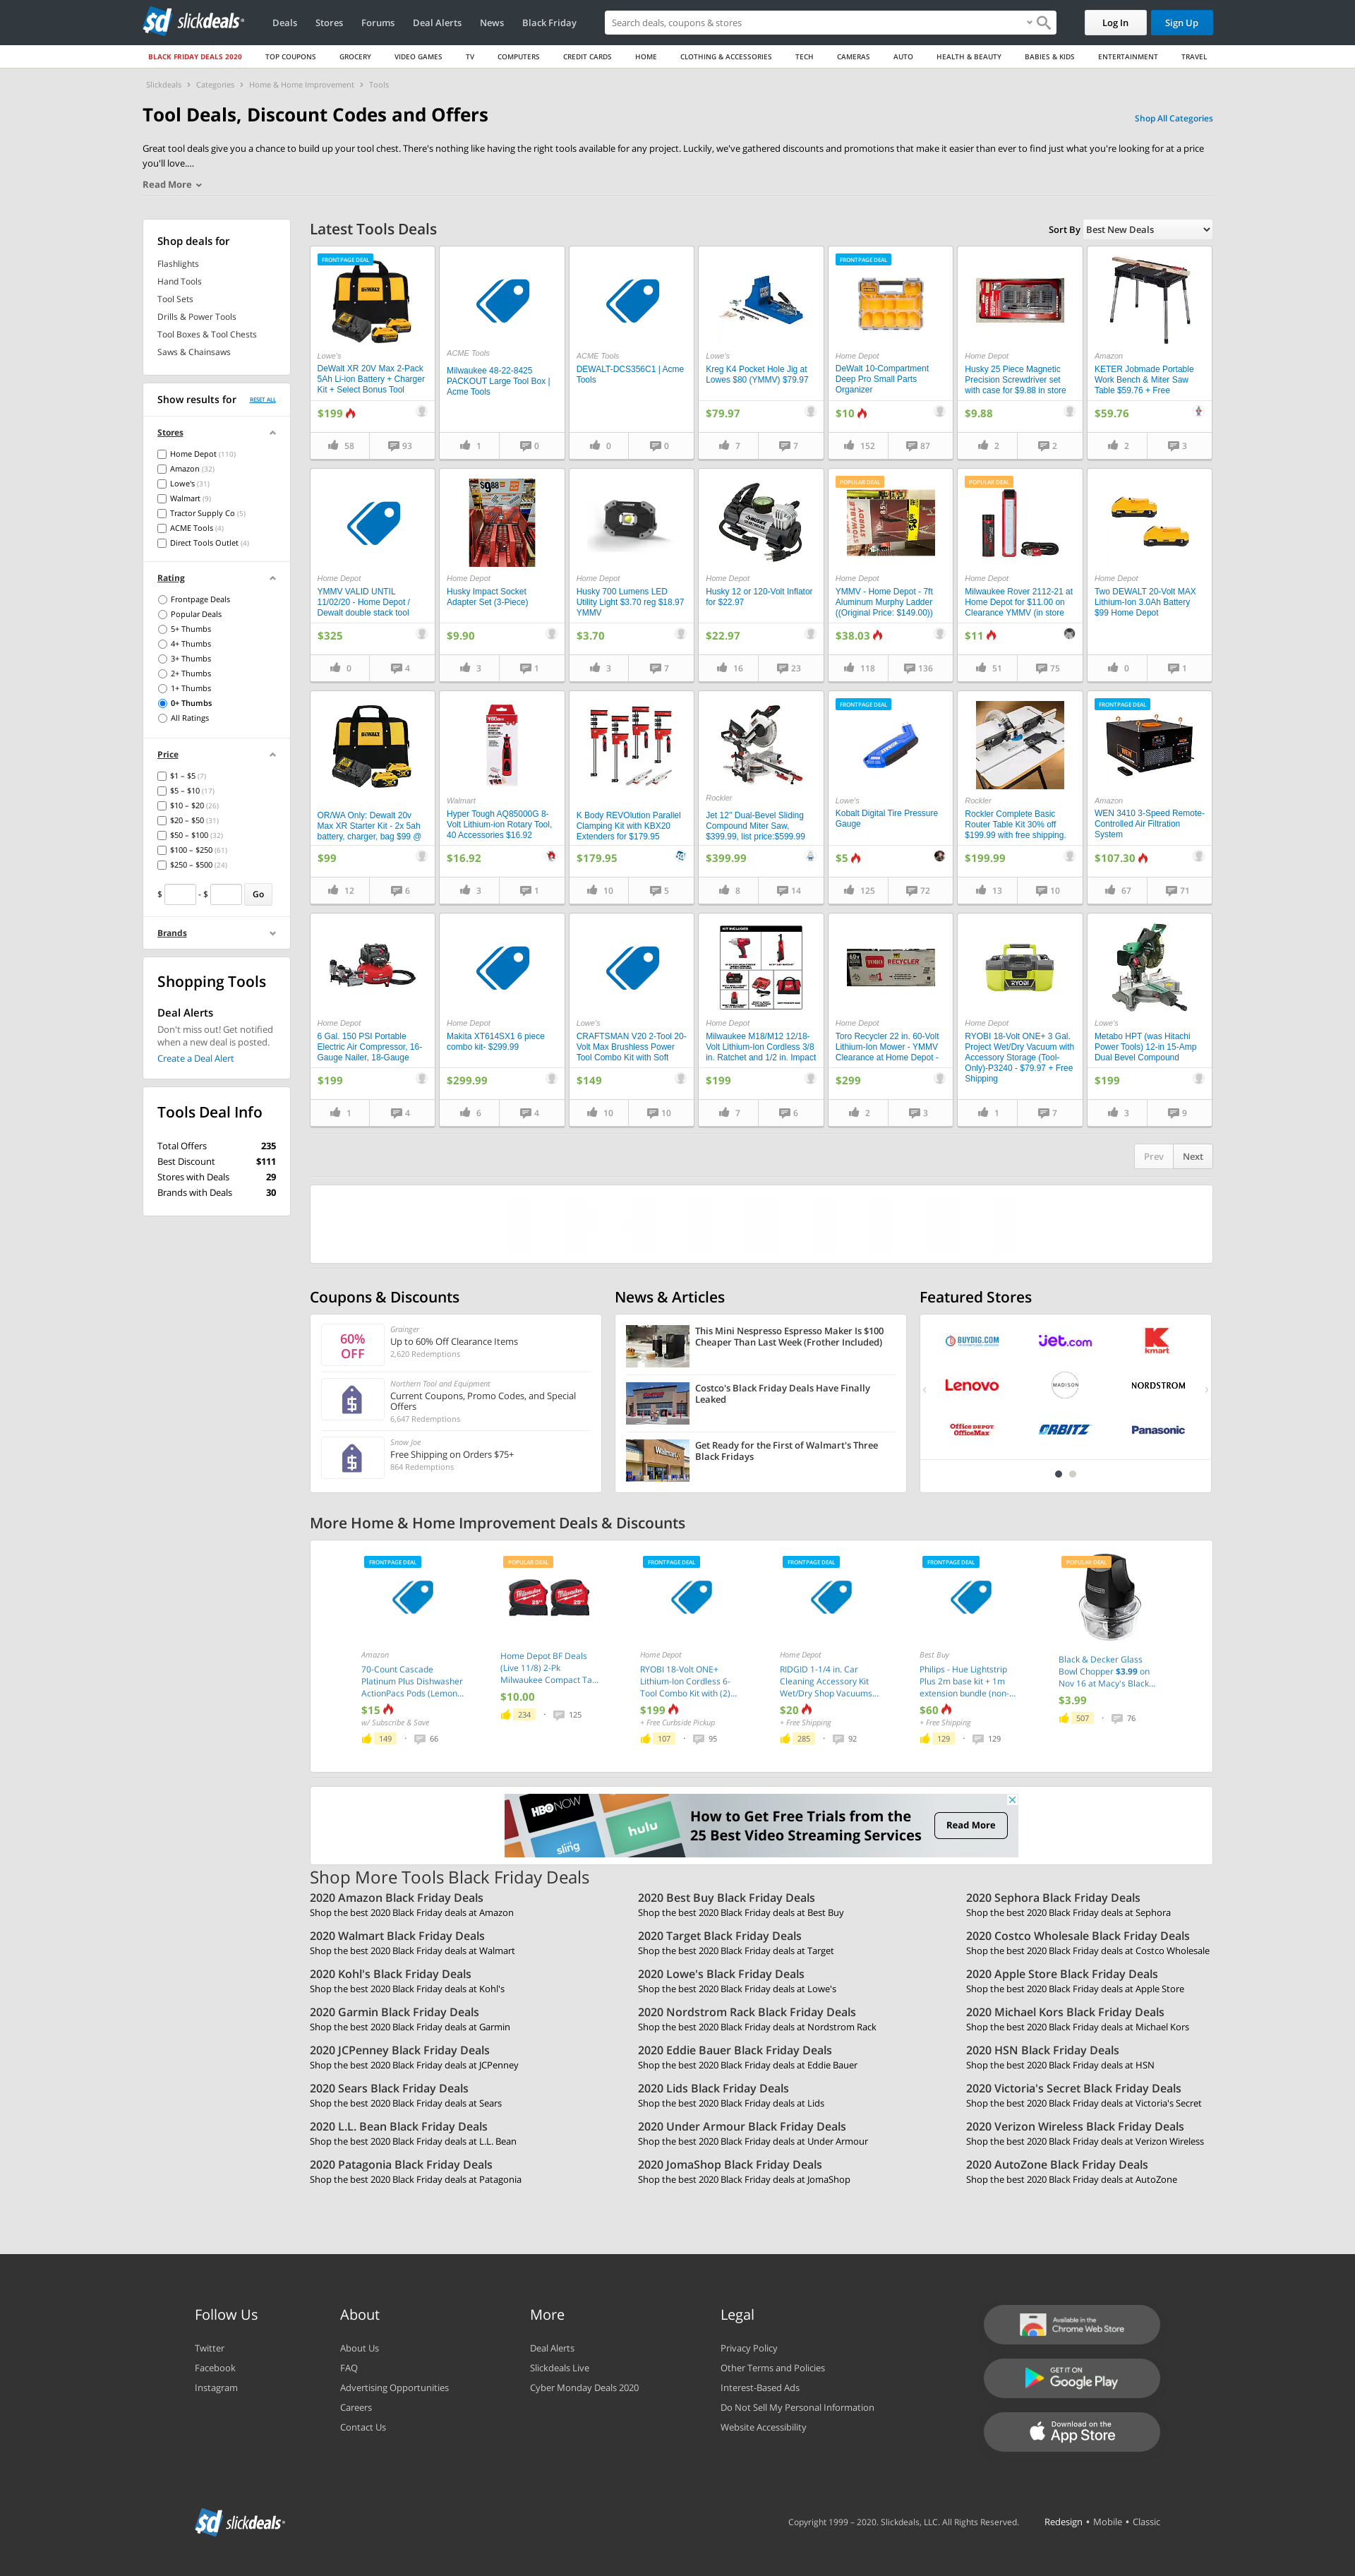 slickdeals
Deals
Stores
Forums
Deal Alerts
News
Black Friday
Search deals, coupons & stores
Log In
Sign Up
BLACK FRIDAY DEALS 2020
TOP COUPONS
GROCERY
VIDEO GAMES
TV
COMPUTERS
CREDIT CARDS
HOME
CLOTHING & ACCESSORIES
TECH
CAMERAS
AUTO
HEALTH & BEAUTY
BABIES & KIDS
ENTERTAINMENT
TRAVEL
Slickdeals > Categories > Home & Home Improvement > Tools
Tool Deals, Discount Codes and Offers
Shop All Categories
Great tool deals give you a chance to build up your tool chest. There's nothing like having the right tools available for any project. Luckily, we've gathered discounts and promotions that make it easier than ever to find just what you're looking for at a price
you'll love....
Read More
Shop deals for
Flashlights
Hand Tools
Tool Sets
Drills & Power Tools
Tool Boxes & Tool Chests
Saws & Chainsaws
Show results for
RESET ALL
Stores
Home Depot (110)
Amazon (32)
Lowe's (31)
Walmart (9)
Tractor Supply Co (5)
ACME Tools (4)
Direct Tools Outlet (4)
Rating
Frontpage Deals
Popular Deals
5+ Thumbs
4+ Thumbs
3+ Thumbs
2+ Thumbs
1+ Thumbs
0+ Thumbs
All Ratings
Price
$1 – $5 (7)
$5 – $10 (17)
$10 – $20 (26)
$20 – $50 (31)
$50 – $100 (32)
$100 – $250 (61)
$250 – $500 (24)
$ - $ Go
Brands
Shopping Tools
Deal Alerts
Don't miss out! Get notified
when a new deal is posted.
Create a Deal Alert
Tools Deal Info
Total Offers 235
Best Discount $111
Stores with Deals 29
Brands with Deals 30
Latest Tools Deals
Sort By Best New Deals
FRONTPAGE DEAL
Lowe's
DeWalt XR 20V Max 2-Pack
5Ah Li-ion Battery + Charger
Kit + Select Bonus Tool
$199
58 93
ACME Tools
Milwaukee 48-22-8425
PACKOUT Large Tool Box |
Acme Tools
1 0
ACME Tools
DEWALT-DCS356C1 | Acme
Tools
0 0
Lowe's
Kreg K4 Pocket Hole Jig at
Lowes $80 (YMMV) $79.97
$79.97
7 7
FRONTPAGE DEAL
Home Depot
DeWalt 10-Compartment
Deep Pro Small Parts
Organizer
$10
152 87
Home Depot
Husky 25 Piece Magnetic
Precision Screwdriver set
with case for $9.88 in store
$9.88
2 2
Amazon
KETER Jobmade Portable
Work Bench & Miter Saw
Table $59.76 + Free
$59.76
2 3
Home Depot
YMMV VALID UNTIL
11/02/20 - Home Depot /
Dewalt double stack tool
$325
0 4
$9.88
Home Depot
Husky Impact Socket
Adapter Set (3-Piece)
$9.90
3 1
Home Depot
Husky 700 Lumens LED
Utility Light $3.70 reg $18.97
YMMV
$3.70
3 7
Home Depot
Husky 12 or 120-Volt Inflator
for $22.97
$22.97
16 23
POPULAR DEAL
STOWABLE
STURDY
Home Depot
YMMV - Home Depot - 7ft
Aluminum Murphy Ladder
((Original Price: $149.00))
$38.03
118 136
POPULAR DEAL
Home Depot
Milwaukee Rover 2112-21 at
Home Depot for $11.00 on
Clearance YMMV (in store
$11
51 75
Home Depot
Two DEWALT 20-Volt MAX
Lithium-Ion 3.0Ah Battery
$99 Home Depot
0 1
OR/WA Only: Dewalt 20v
Max XR Starter Kit - 2x 5ah
battery, charger, bag $99 @
$99
12 6
Walmart
Hyper Tough AQ85000G 8-
Volt Lithium-ion Rotary Tool,
40 Accessories $16.92
$16.92
3 1
K Body REVOlution Parallel
Clamping Kit with KBX20
Extenders for $179.95
$179.95
10 5
Rockler
Jet 12" Dual-Bevel Sliding
Compound Miter Saw,
$399.99, list price:$599.99
$399.99
8 14
FRONTPAGE DEAL
Lowe's
Kobalt Digital Tire Pressure
Gauge
$5
125 72
Rockler
Rockler Complete Basic
Router Table Kit 30% off
$199.99 with free shipping.
$199.99
13 10
FRONTPAGE DEAL
Amazon
WEN 3410 3-Speed Remote-
Controlled Air Filtration
System
$107.30
67 71
Home Depot
6 Gal. 150 PSI Portable
Electric Air Compressor, 16-
Gauge Nailer, 18-Gauge
$199
1 4
Home Depot
Makita XT614SX1 6 piece
combo kit- $299.99
$299.99
6 4
Lowe's
CRAFTSMAN V20 2-Tool 20-
Volt Max Brushless Power
Tool Combo Kit with Soft
$149
10 10
Home Depot
Milwaukee M18/M12 12/18-
Volt Lithium-Ion Cordless 3/8
in. Ratchet and 1/2 in. Impact
$199
7 6
TORO RECYCLER
Home Depot
Toro Recycler 22 in. 60-Volt
Lithium-Ion Mower - YMMV
Clearance at Home Depot -
$299
2 3
RYOBI
Home Depot
RYOBI 18-Volt ONE+ 3 Gal.
Project Wet/Dry Vacuum with
Accessory Storage (Tool-
Only)-P3240 - $79.97 + Free
Shipping
1 7
Lowe's
Metabo HPT (was Hitachi
Power Tools) 12-in 15-Amp
Dual Bevel Compound
$199
3 9
Prev Next
Coupons & Discounts
60%
OFF
Grainger
Up to 60% Off Clearance Items
2,620 Redemptions
Northern Tool and Equipment
Current Coupons, Promo Codes, and Special
Offers
6,647 Redemptions
Snow Joe
Free Shipping on Orders $75+
864 Redemptions
News & Articles
This Mini Nespresso Espresso Maker Is $100
Cheaper Than Last Week (Frother Included)
Costco's Black Friday Deals Have Finally
Leaked
Walmart
Get Ready for the First of Walmart's Three
Black Fridays
Featured Stores
BUYDIG.COM
jet.com
kmart
Lenovo
MADISON
NORDSTROM
Office DEPOT
OfficeMax
ORBITZ
Panasonic
More Home & Home Improvement Deals & Discounts
FRONTPAGE DEAL
Amazon
70-Count Cascade
Platinum Plus Dishwasher
ActionPacs Pods (Lemon...
$15
w/ Subscribe & Save
149 · 66
POPULAR DEAL
Milwaukee
Milwaukee
Home Depot BF Deals
(Live 11/8) 2-Pk
Milwaukee Compact Ta...
$10.00
234 · 125
FRONTPAGE DEAL
Home Depot
RYOBI 18-Volt ONE+
Lithium-Ion Cordless 6-
Tool Combo Kit with (2)...
$199
+ Free Curbside Pickup
107 · 95
FRONTPAGE DEAL
Home Depot
RIDGID 1-1/4 in. Car
Cleaning Accessory Kit
Wet/Dry Shop Vacuums...
$20
+ Free Shipping
285 · 92
FRONTPAGE DEAL
Best Buy
Philips - Hue Lightstrip
Plus 2m base kit + 1m
extension bundle (non-...
$60
+ Free Shipping
129 · 129
POPULAR DEAL
Black & Decker Glass
Bowl Chopper $3.99 on
Nov 16 at Macy's Black...
$3.99
507 · 76
HBO NOW
hulu
sling
How to Get Free Trials from the
25 Best Video Streaming Services
Read More
Shop More Tools Black Friday Deals
2020 Amazon Black Friday Deals
Shop the best 2020 Black Friday deals at Amazon
2020 Best Buy Black Friday Deals
Shop the best 2020 Black Friday deals at Best Buy
2020 Sephora Black Friday Deals
Shop the best 2020 Black Friday deals at Sephora
2020 Walmart Black Friday Deals
Shop the best 2020 Black Friday deals at Walmart
2020 Target Black Friday Deals
Shop the best 2020 Black Friday deals at Target
2020 Costco Wholesale Black Friday Deals
Shop the best 2020 Black Friday deals at Costco Wholesale
2020 Kohl's Black Friday Deals
Shop the best 2020 Black Friday deals at Kohl's
2020 Lowe's Black Friday Deals
Shop the best 2020 Black Friday deals at Lowe's
2020 Apple Store Black Friday Deals
Shop the best 2020 Black Friday deals at Apple Store
2020 Garmin Black Friday Deals
Shop the best 2020 Black Friday deals at Garmin
2020 Nordstrom Rack Black Friday Deals
Shop the best 2020 Black Friday deals at Nordstrom Rack
2020 Michael Kors Black Friday Deals
Shop the best 2020 Black Friday deals at Michael Kors
2020 JCPenney Black Friday Deals
Shop the best 2020 Black Friday deals at JCPenney
2020 Eddie Bauer Black Friday Deals
Shop the best 2020 Black Friday deals at Eddie Bauer
2020 HSN Black Friday Deals
Shop the best 2020 Black Friday deals at HSN
2020 Sears Black Friday Deals
Shop the best 2020 Black Friday deals at Sears
2020 Lids Black Friday Deals
Shop the best 2020 Black Friday deals at Lids
2020 Victoria's Secret Black Friday Deals
Shop the best 2020 Black Friday deals at Victoria's Secret
2020 L.L. Bean Black Friday Deals
Shop the best 2020 Black Friday deals at L.L. Bean
2020 Under Armour Black Friday Deals
Shop the best 2020 Black Friday deals at Under Armour
2020 Verizon Wireless Black Friday Deals
Shop the best 2020 Black Friday deals at Verizon Wireless
2020 Patagonia Black Friday Deals
Shop the best 2020 Black Friday deals at Patagonia
2020 JomaShop Black Friday Deals
Shop the best 2020 Black Friday deals at JomaShop
2020 AutoZone Black Friday Deals
Shop the best 2020 Black Friday deals at AutoZone
Follow Us
Twitter
Facebook
Instagram
About
About Us
FAQ
Advertising Opportunities
Careers
Contact Us
More
Deal Alerts
Slickdeals Live
Cyber Monday Deals 2020
Legal
Privacy Policy
Other Terms and Policies
Interest-Based Ads
Do Not Sell My Personal Information
Website Accessibility
Available in the
Chrome Web Store
GET IT ON
Google Play
Download on the
App Store
slickdeals
Copyright 1999 – 2020. Slickdeals, LLC. All Rights Reserved.
Redesign • Mobile • Classic